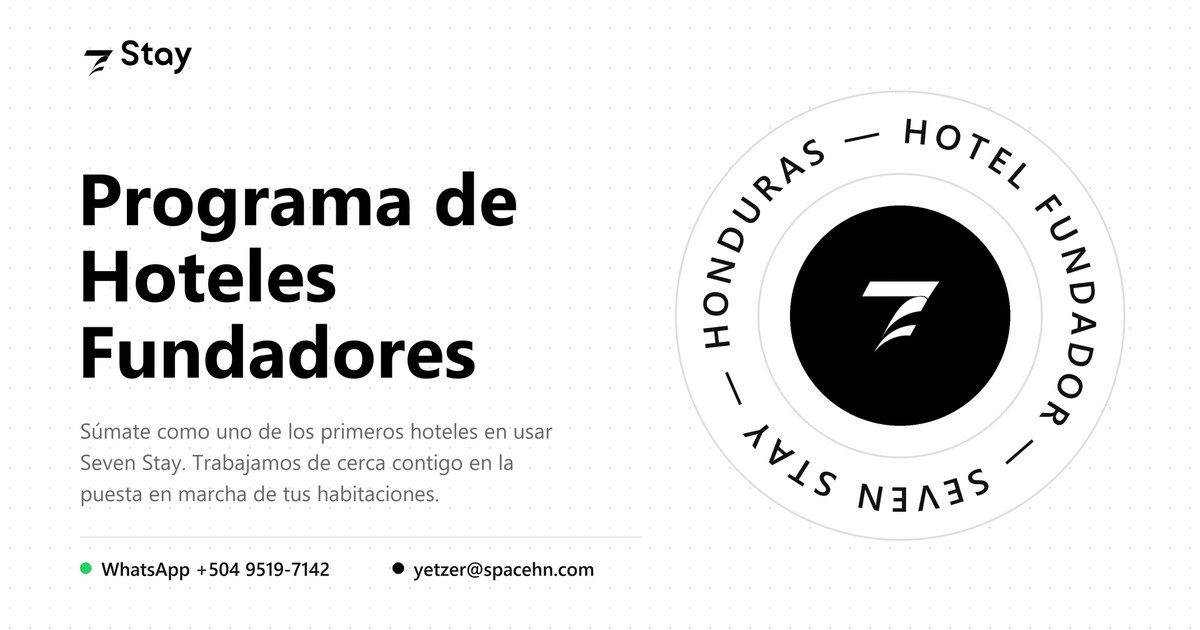 7 Stay
Programa de
Hoteles
Fundadores
Súmate como uno de los primeros hoteles en usar
Seven Stay. Trabajamos de cerca contigo en la
puesta en marcha de tus habitaciones.
WhatsApp +504 9519-7142
yetzer@spacehn.com
HOTEL FUNDADOR — SEVEN STAY — HONDURAS —
7